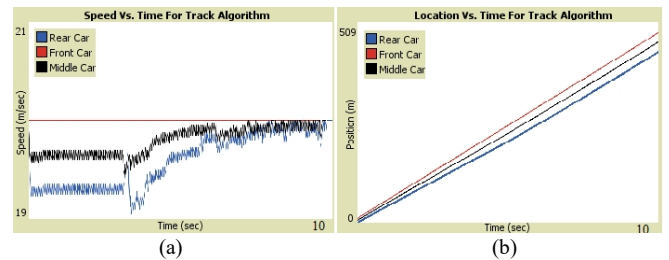 Speed Vs. Time For Track Algorithm
21
Rear Car
Front Car
Middle Car
Speed (m/sec)
19
Time (sec)
10
(a)
Location Vs. Time For Track Algorithm
509
Rear Car
Front Car
Middle Car
Position (m)
0
Time (sec)
10
(b)